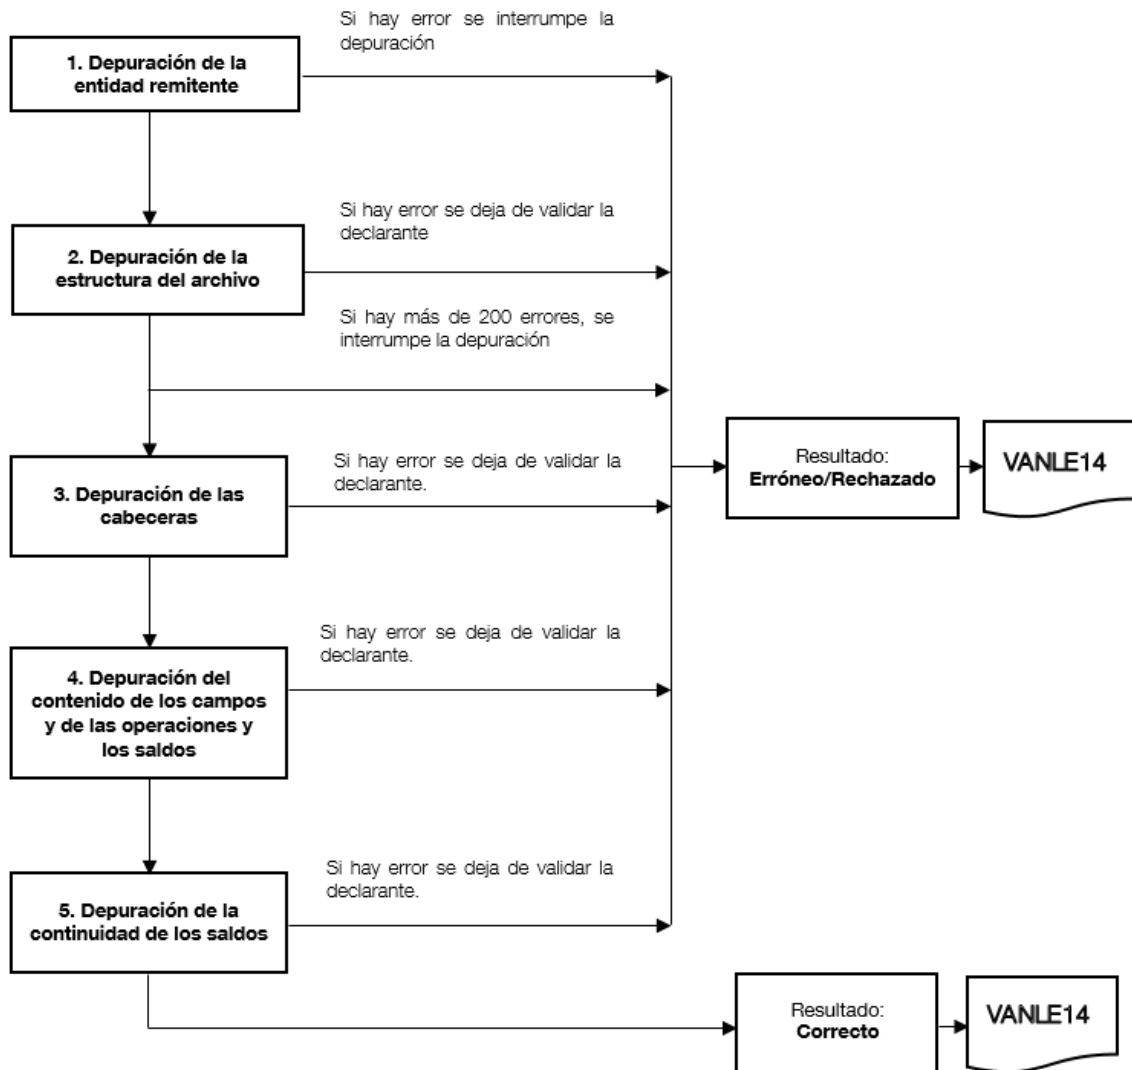 Si hay error se interrumpe la
depuración
1. Depuración de la
entidad remitente
Si hay error se deja de validar la
declarante
2. Depuración de la
estructura del archivo
Si hay más de 200 errores, se
interrumpe la depuración
Si hay error se deja de validar la
declarante.
3. Depuración de las
cabeceras
Resultado:
Erróneo/Rechazado
VANLE14
Si hay error se deja de validar la
declarante.
4. Depuración del
contenido de los campos
y de las operaciones y
los saldos
Si hay error se deja de validar la
declarante.
5. Depuración de la
continuidad de los saldos
Resultado:
Correcto
VANLE14